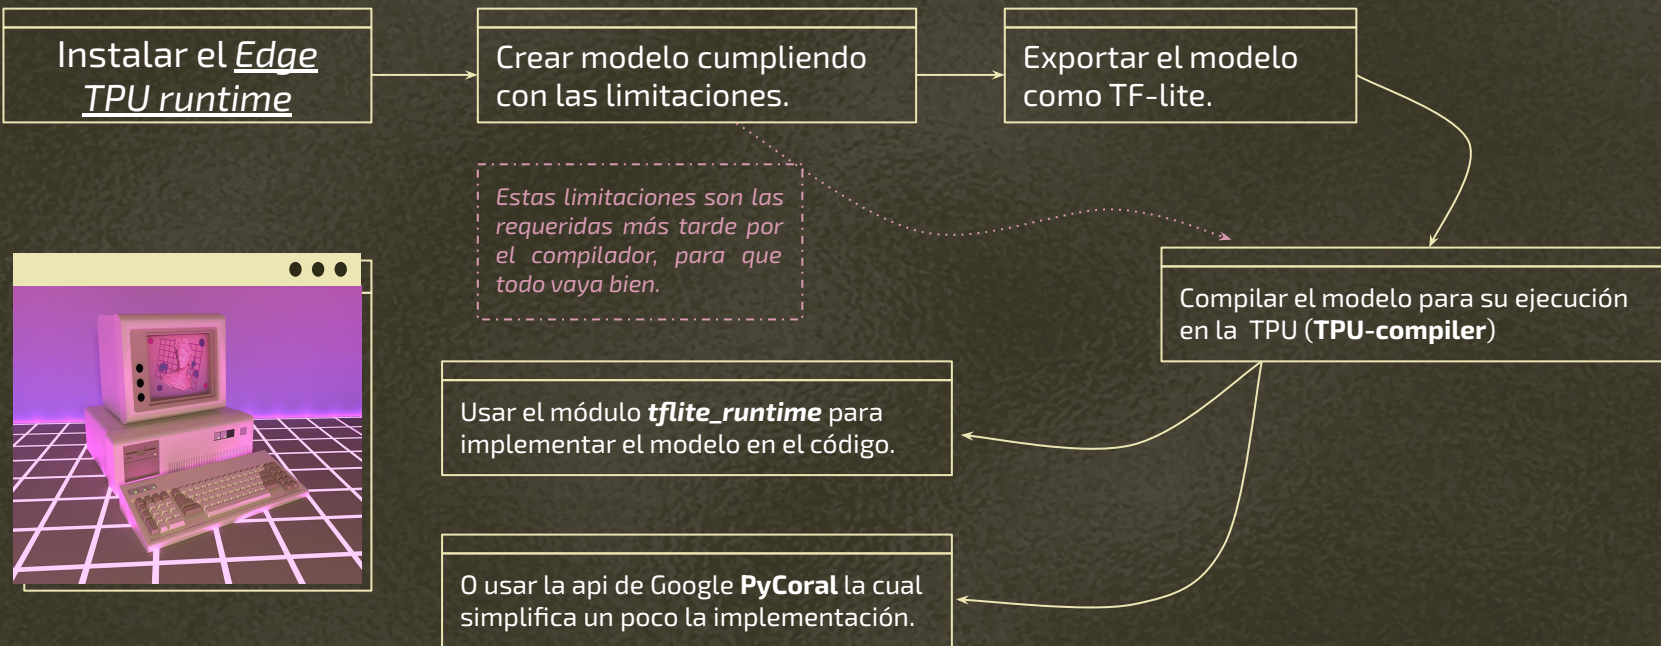 Instalar el Edge
TPU runtime
Crear modelo cumpliendo
con las limitaciones.
Exportar el modelo
como TF-lite.
Estas limitaciones son las
requeridas más tarde por
el compilador, para que
todo vaya bien.
Compilar el modelo para su ejecución
en la TPU (TPU-compiler)
Usar el módulo tflite_runtime para
implementar el modelo en el código.
O usar la api de Google PyCoral la cual
simplifica un poco la implementación.